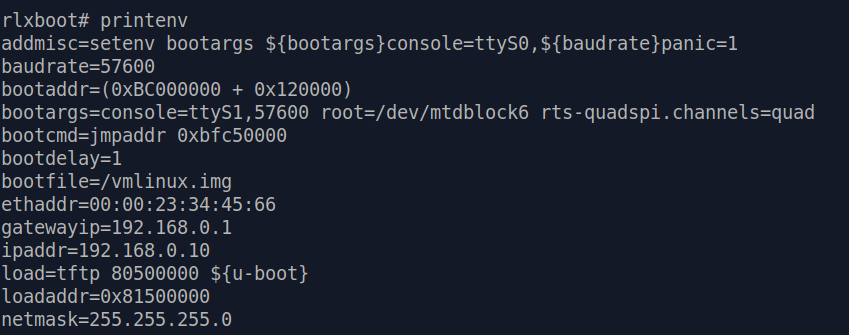 rlxboot# printenv
addmisc=setenv bootargs ${bootargs}console=ttyS0,${baudrate}panic=1
baudrate=57600
bootaddr=(0xBC000000 + 0x120000)
bootargs=console=ttyS1,57600 root=/dev/mtdblock6 rts-quadspi.channels=quad
bootcmd=jmpaddr 0xbfc50000
bootdelay=1
bootfile=/vmlinux.img
ethaddr=00:00:23:34:45:66
gatewayip=192.168.0.1
ipaddr=192.168.0.10
load=tftp 80500000 ${u-boot}
loadaddr=0x81500000
netmask=255.255.255.0